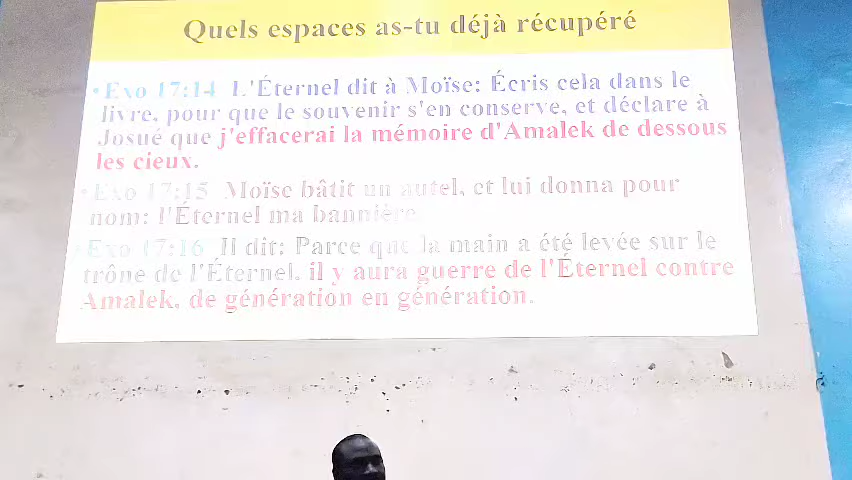 Quels espaces as-tu déjà récupéré
• Exo 17:14 L'Éternel dit à Moïse: Écris cela dans le
livre, pour que le souvenir s'en conserve, et déclare à
Josué que j'effacerai la mémoire d'Amalek de dessous
les cieux.
• Exo 17:15 Moïse bâtit un autel, et lui donna pour
nom: l'Éternel ma bannière.
• Exo 17:16 Il dit: Parce que la main a été levée sur le
trône de l'Éternel, il y aura guerre de l'Éternel contre
Amalek, de génération en génération.